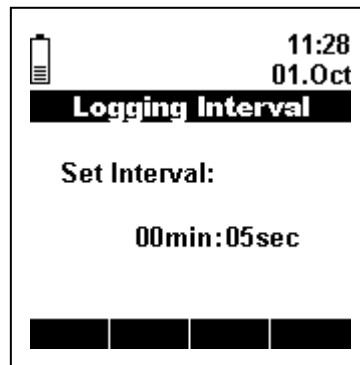 11:28
01.Oct
Logging Interval
Set Interval:
00min:05sec